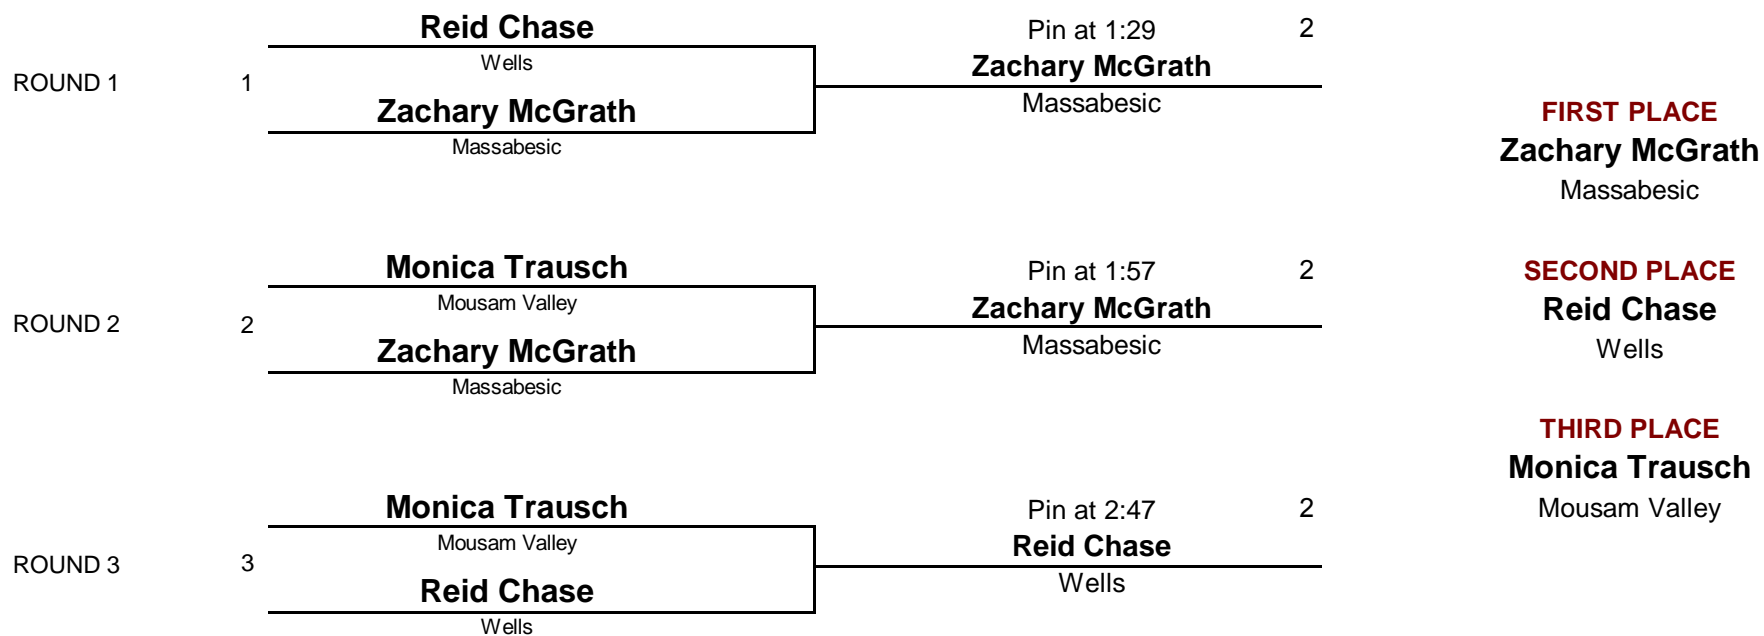 Reid Chase
Wells
ROUND 1
1
Zachary McGrath
Massabesic
Pin at 1:29
2
Zachary McGrath
Massabesic
Monica Trausch
Mousam Valley
ROUND 2
2
Zachary McGrath
Massabesic
Pin at 1:57
2
Zachary McGrath
Massabesic
Monica Trausch
Mousam Valley
ROUND 3
3
Reid Chase
Wells
Pin at 2:47
2
Reid Chase
Wells
FIRST PLACE
Zachary McGrath
Massabesic
SECOND PLACE
Reid Chase
Wells
THIRD PLACE
Monica Trausch
Mousam Valley